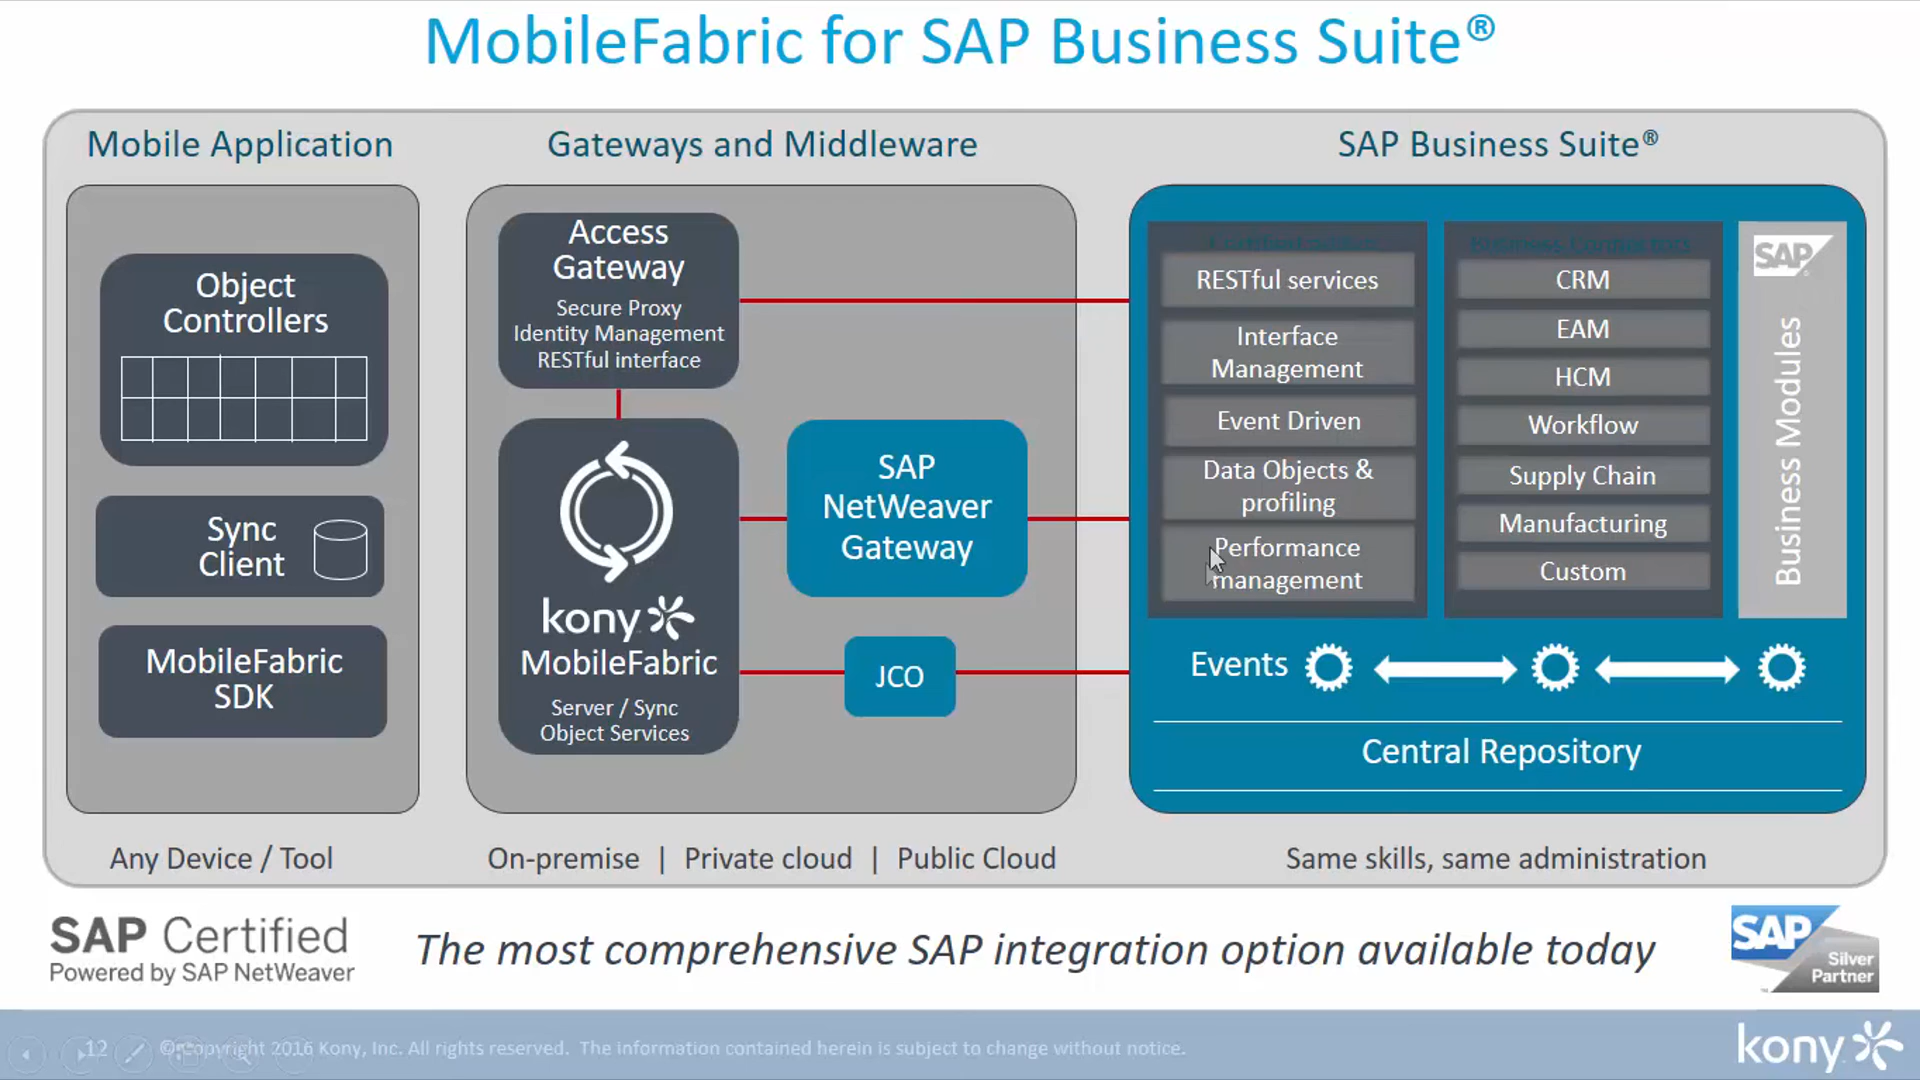 MobileFabric for SAP Business Suite®
Mobile Application
Object
Controllers
Sync
Client
MobileFabric
SDK
Any Device / Tool
Gateways and Middleware
Access
Gateway
Secure Proxy
Identity Management
RESTful interface
kony
MobileFabric
Server / Sync
Object Services
SAP
NetWeaver
Gateway
JCO
On-premise | Private cloud | Public Cloud
SAP Business Suite®
RESTful services
Interface
Management
Event Driven
Data Objects &
profiling
Performance
management
Business Connectors
CRM
EAM
HCM
Workflow
Supply Chain
Manufacturing
Custom
SAP
Business Modules
Events
Central Repository
Same skills, same administration
SAP Certified
Powered by SAP NetWeaver
The most comprehensive SAP integration option available today
SAP
Silver
Partner
12
© Copyright 2016 Kony, Inc. All rights reserved. The information contained herein is subject to change without notice.
kony